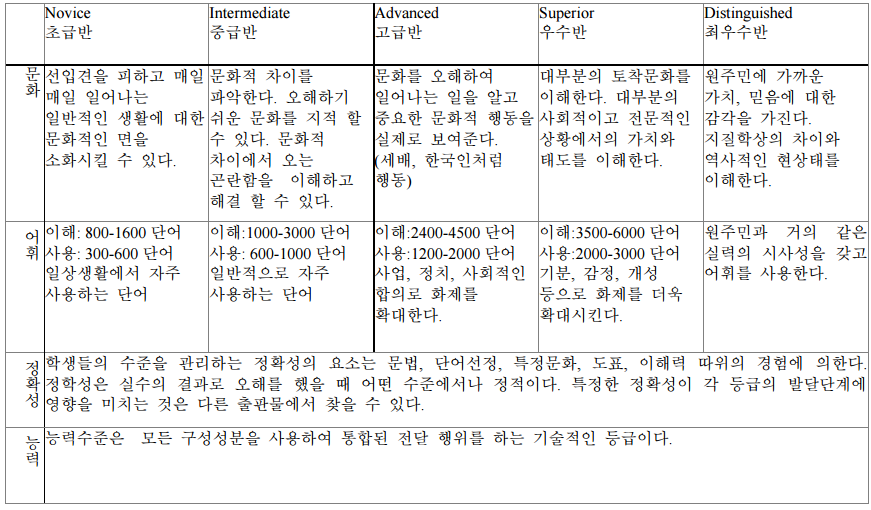 Novice Intermediate Advanced Superior Distinguished
초급반 중급반 고급반 우수반 최우수반
문화
선입견을 피하고 매일
매일 일어나는
일반적인 생활에 대한
문화적인 면을
소화시킬 수 있다.
문화적 차이를
파악한다. 오해하기
쉬운 문화를 지적 할
수 있다. 문화적
차이에서 오는
곤란함을 이해하고
해결 할 수 있다.
문화를 오해하여
일어나는 일을 알고
중요한 문화적 행동을
실제로 보여준다.
(세배, 한국인처럼
행동)
대부분의 토착문화를
이해한다. 대부분의
사회적이고 전문적인
상황에서의 가치와
태도를 이해한다.
원주민에 가까운
가치, 믿음에 대한
감각을 가진다.
지질학상의 차이와
역사적인 현상태를
이해한다.
어휘
이해: 800-1600 단어
사용: 300-600 단어
일상생활에서 자주
사용하는 단어
이해:1000-3000 단어
사용: 600-1000 단어
일반적으로 자주
사용하는 단어
이해:2400-4500 단어
사용:1200-2000 단어
사업, 정치, 사회적인
합의로 화제를
확대한다.
이해:3500-6000 단어
사용:2000-3000 단어
기분, 감정, 개성
등으로 화제를 더욱
확대시킨다.
원주민과 거의 같은
실력의 시사성을 갖고
어휘를 사용한다.
정확성
학생들의 수준을 관리하는 정확성의 요소는 문법, 단어선정, 특정문화, 도표, 이해력 따위의 경험에 의한다.
정학성은 실수의 결과로 오해를 했을 때 어떤 수준에서나 정적이다. 특정한 정확성이 각 등급의 발달단계에
영향을 미치는 것은 다른 출판물에서 찾을 수 있다.
능력
능력수준은 모든 구성성분을 사용하여 통합된 전달 행위를 하는 기술적인 등급이다.